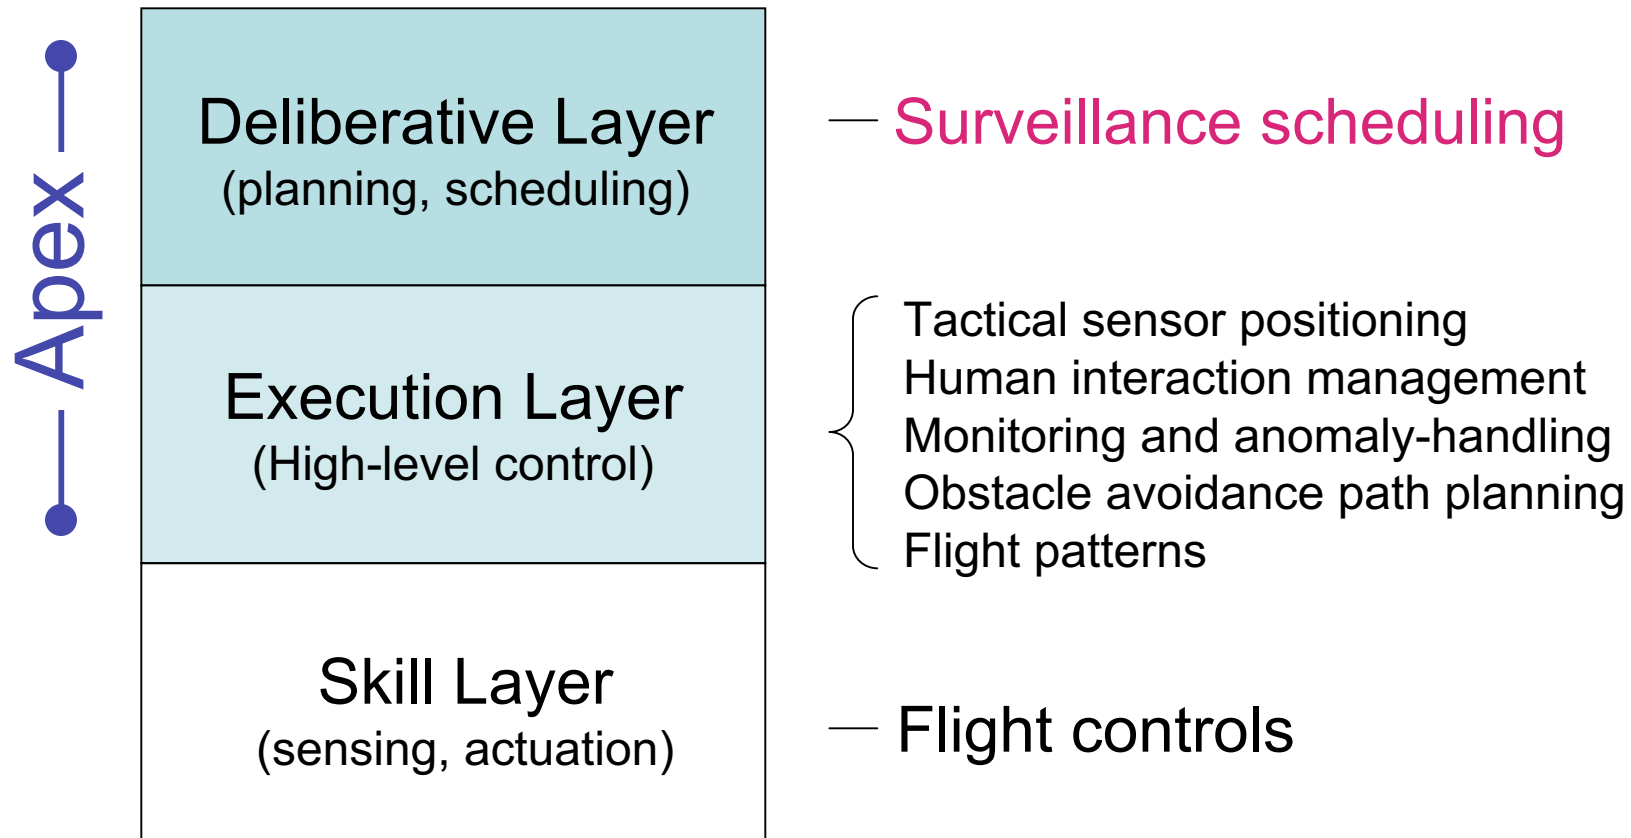 Apex
Deliberative Layer
(planning, scheduling)
Surveillance scheduling
Execution Layer
(High-level control)
Tactical sensor positioning
Human interaction management
Monitoring and anomaly-handling
Obstacle avoidance path planning
Flight patterns
Skill Layer
(sensing, actuation)
Flight controls